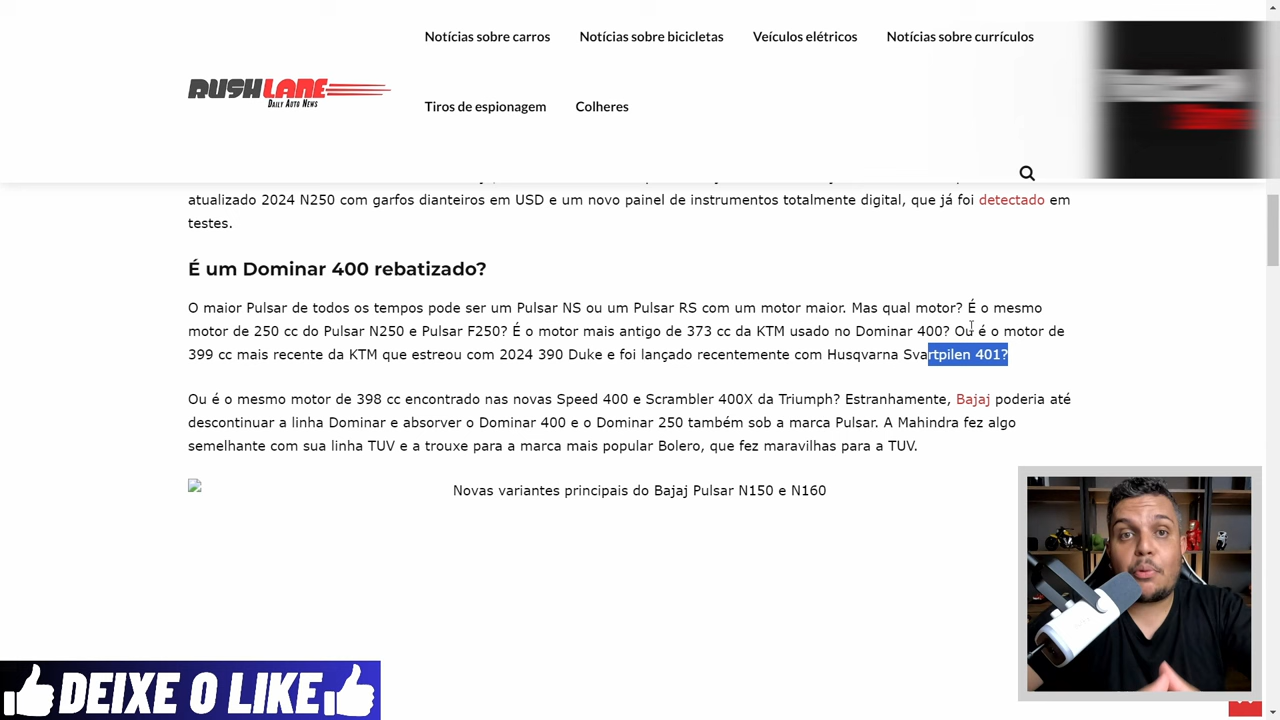 Notícias sobre carros
Notícias sobre bicicletas
Veículos elétricos
Notícias sobre currículos
RUSHLANE
DAILY AUTO NEWS
Tiros de espionagem
Colheres
atualizado 2024 N250 com garfos dianteiros em USD e um novo painel de instrumentos totalmente digital, que já foi detectado em
testes.
É um Dominar 400 rebatizado?
O maior Pulsar de todos os tempos pode ser um Pulsar NS ou um Pulsar RS com um motor maior. Mas qual motor? É o mesmo
motor de 250 cc do Pulsar N250 e Pulsar F250? É o motor mais antigo de 373 cc da KTM usado no Dominar 400? Ou é o motor de
399 cc mais recente da KTM que estreou com 2024 390 Duke e foi lançado recentemente com Husqvarna Svartpilen 401?
Ou é o mesmo motor de 398 cc encontrado nas novas Speed 400 e Scrambler 400X da Triumph? Estranhamente, Bajaj poderia até
descontinuar a linha Dominar e absorver o Dominar 400 e o Dominar 250 também sob a marca Pulsar. A Mahindra fez algo
semelhante com sua linha TUV e a trouxe para a marca mais popular Bolero, que fez maravilhas para a TUV.
Novas variantes principais do Bajaj Pulsar N150 e N160
DEIXE O LIKE